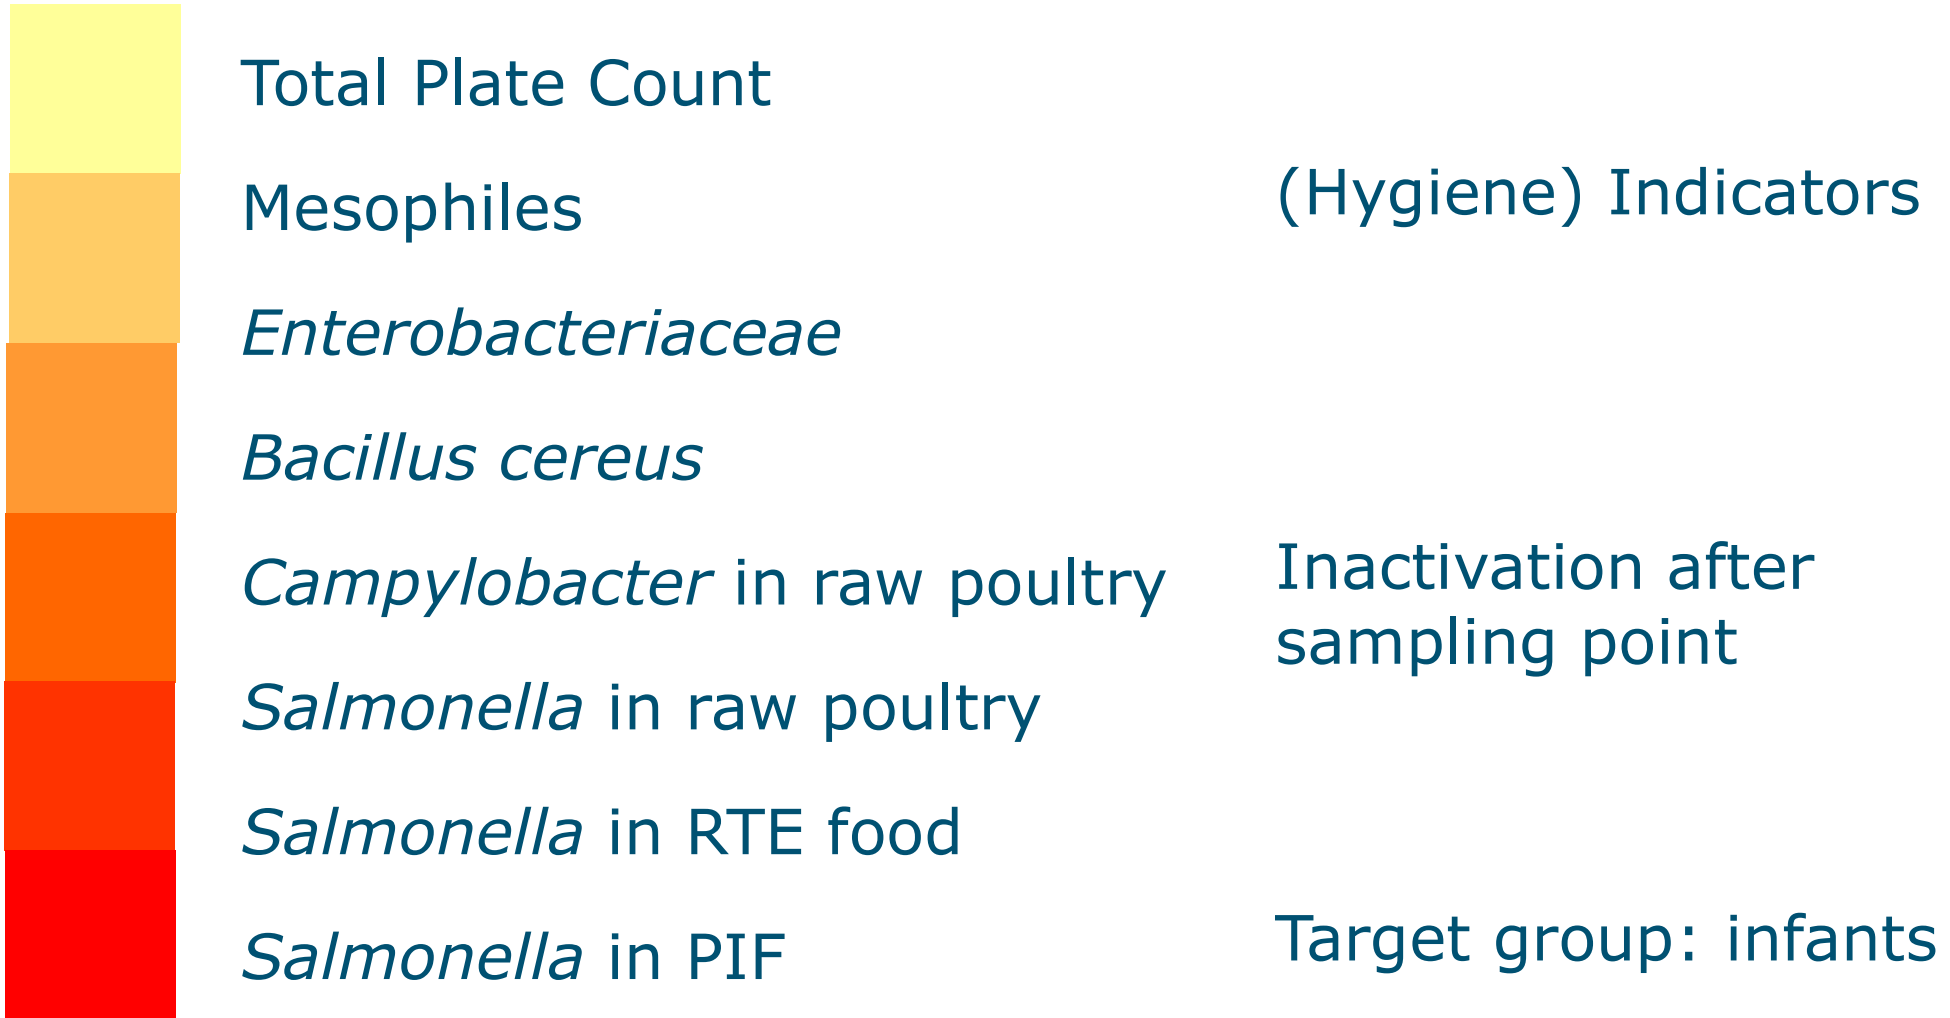 Total Plate Count
Mesophiles
(Hygiene) Indicators
Enterobacteriaceae
Bacillus cereus
Campylobacter in raw poultry
Inactivation after
sampling point
Salmonella in raw poultry
Salmonella in RTE food
Salmonella in PIF
Target group: infants